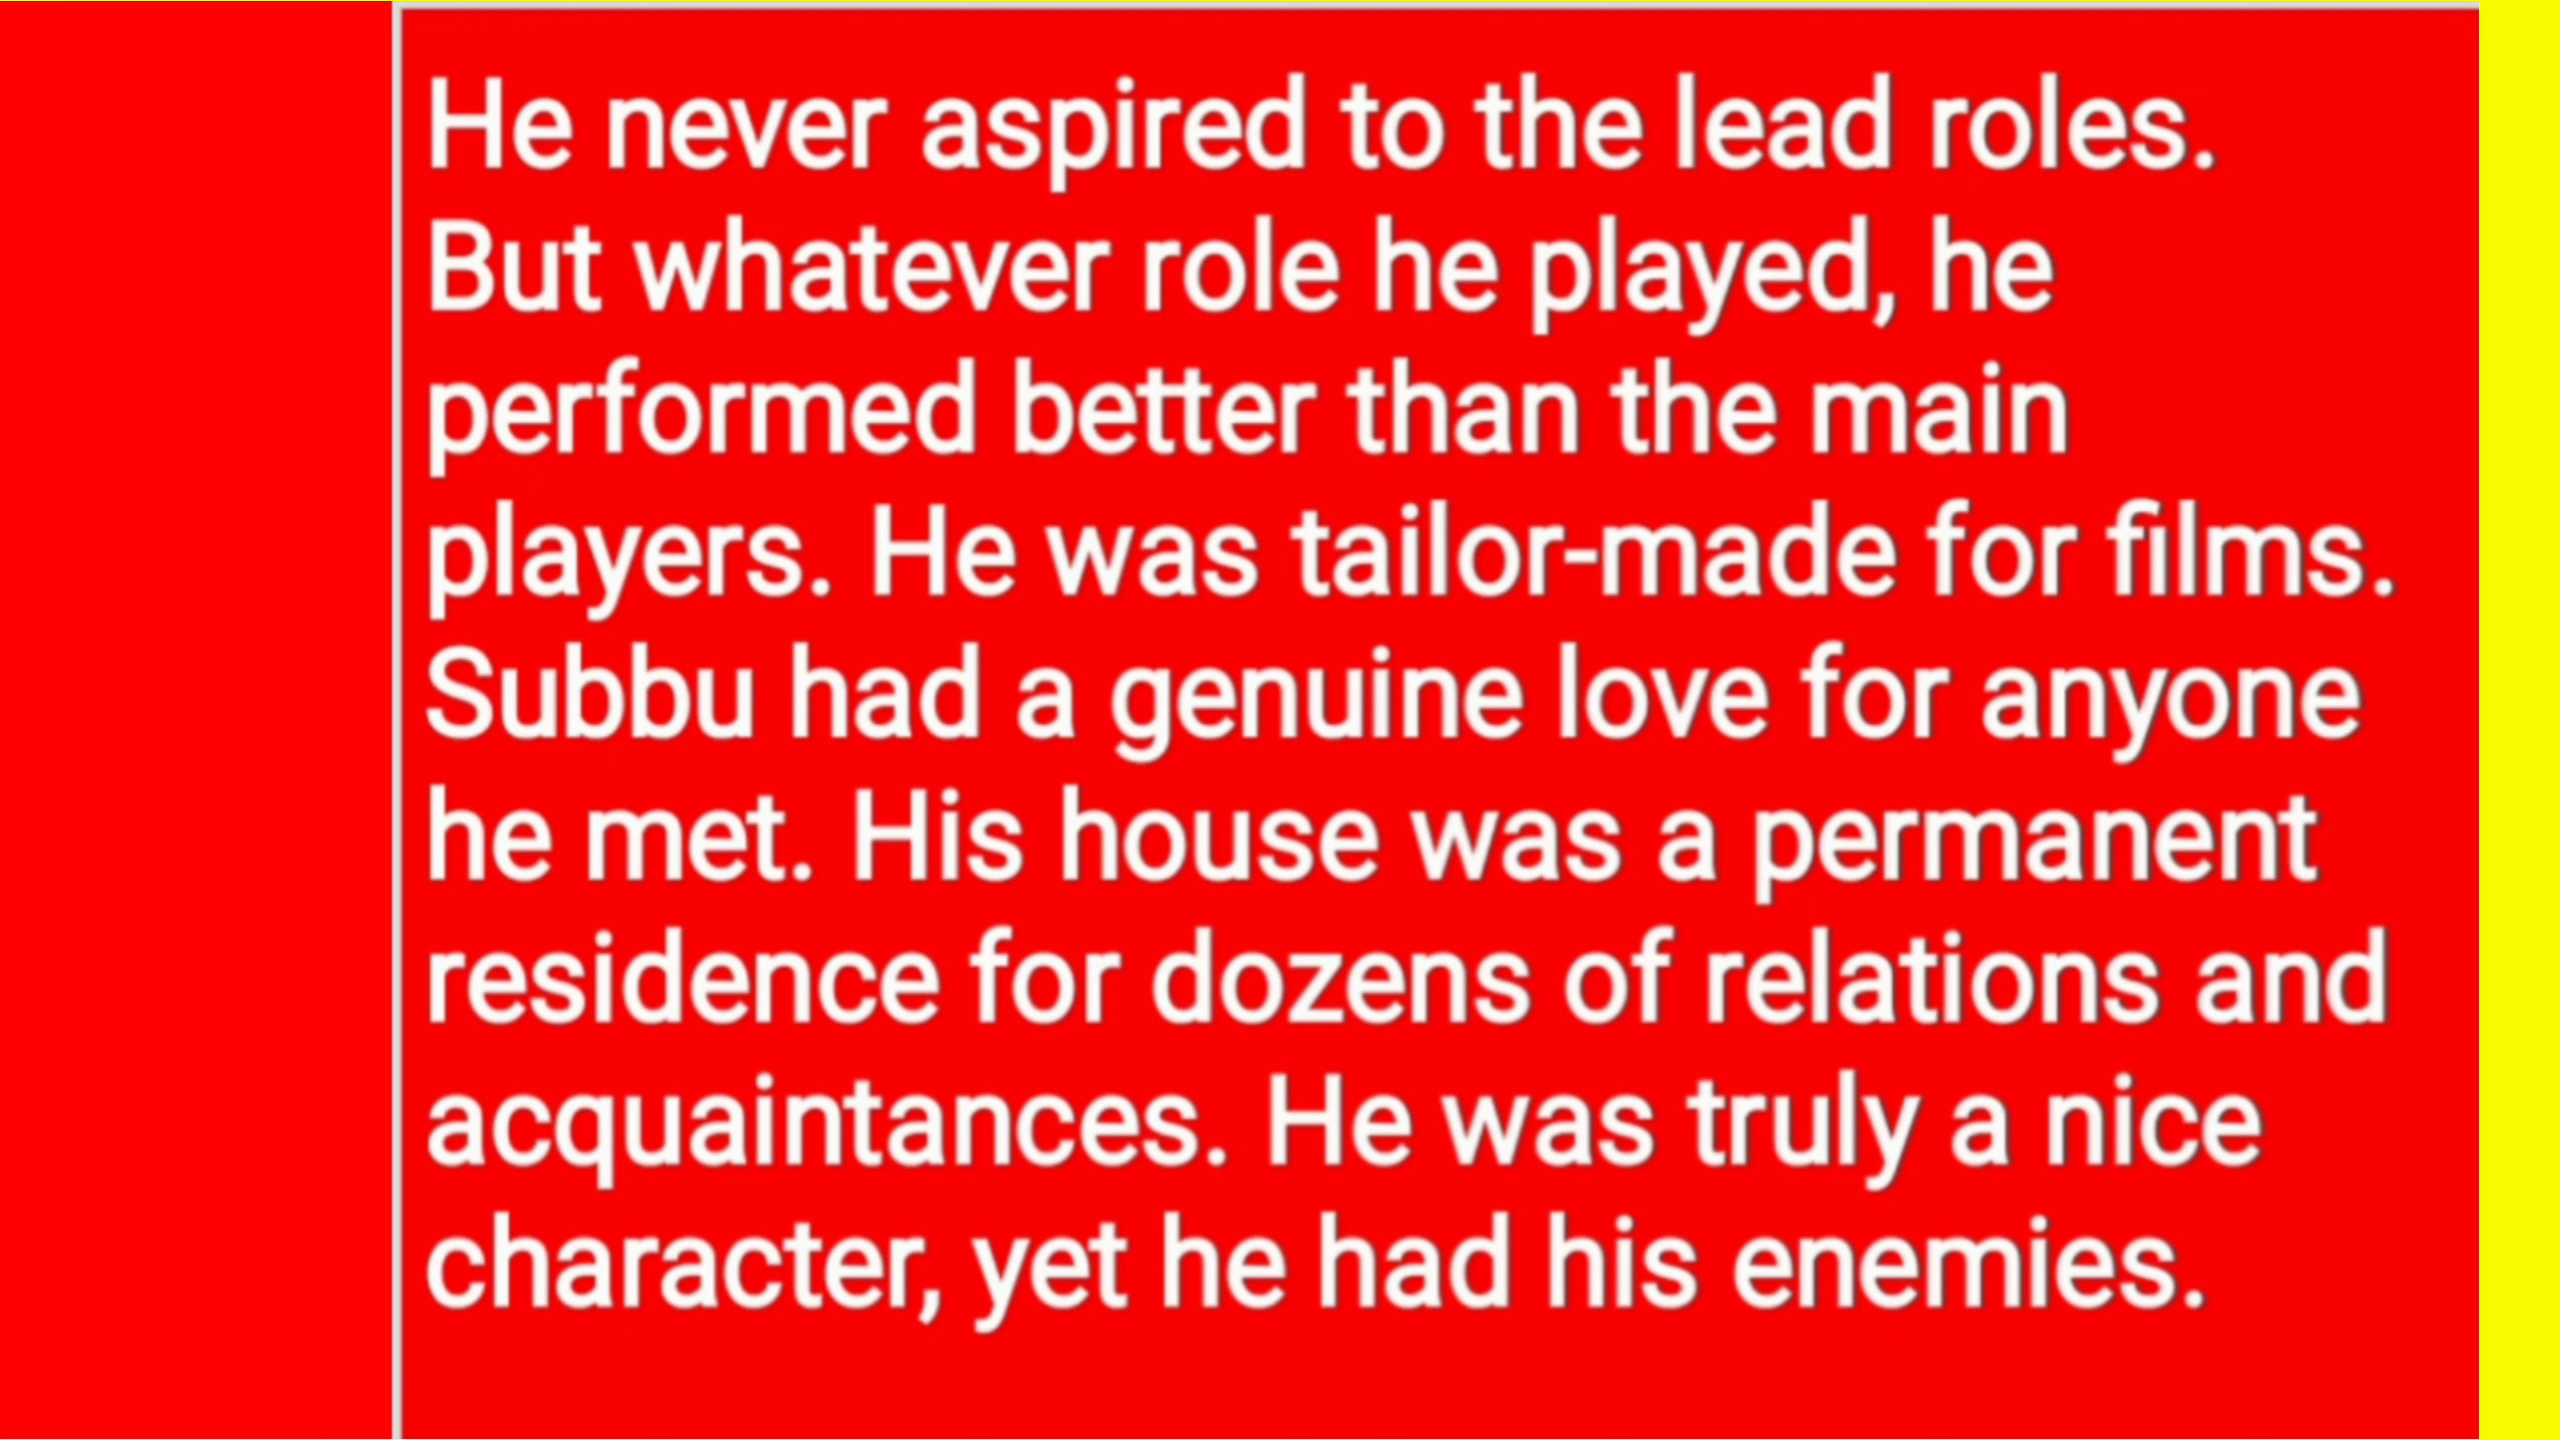 He never aspired to the lead roles.
But whatever role he played, he
performed better than the main
players. He was tailor-made for films.
Subbu had a genuine love for anyone
he met. His house was a permanent
residence for dozens of relations and
acquaintances. He was truly a nice
character, yet he had his enemies.